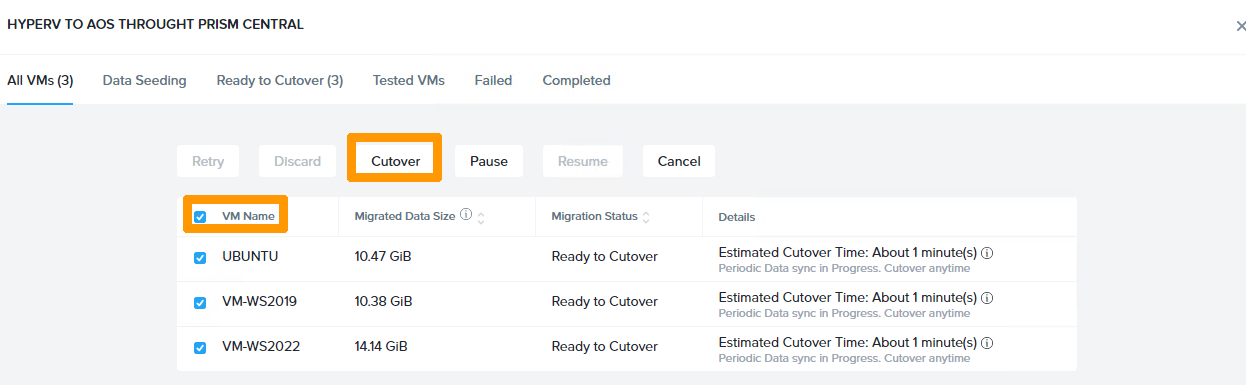 HYPERV TO AOS THROUGHT PRISM CENTRAL
All VMs (3) Data Seeding Ready to Cutover (3) Tested VMs Failed Completed
Retry Discard Cutover Pause Resume Cancel
VM Name Migrated Data Size Migration Status Details
UBUNTU 10.47 GiB Ready to Cutover Estimated Cutover Time: About 1 minute(s)
Periodic Data sync in Progress. Cutover anytime
VM-WS2019 10.38 GiB Ready to Cutover Estimated Cutover Time: About 1 minute(s)
Periodic Data sync in Progress. Cutover anytime
VM-WS2022 14.14 GiB Ready to Cutover Estimated Cutover Time: About 1 minute(s)
Periodic Data sync in Progress. Cutover anytime